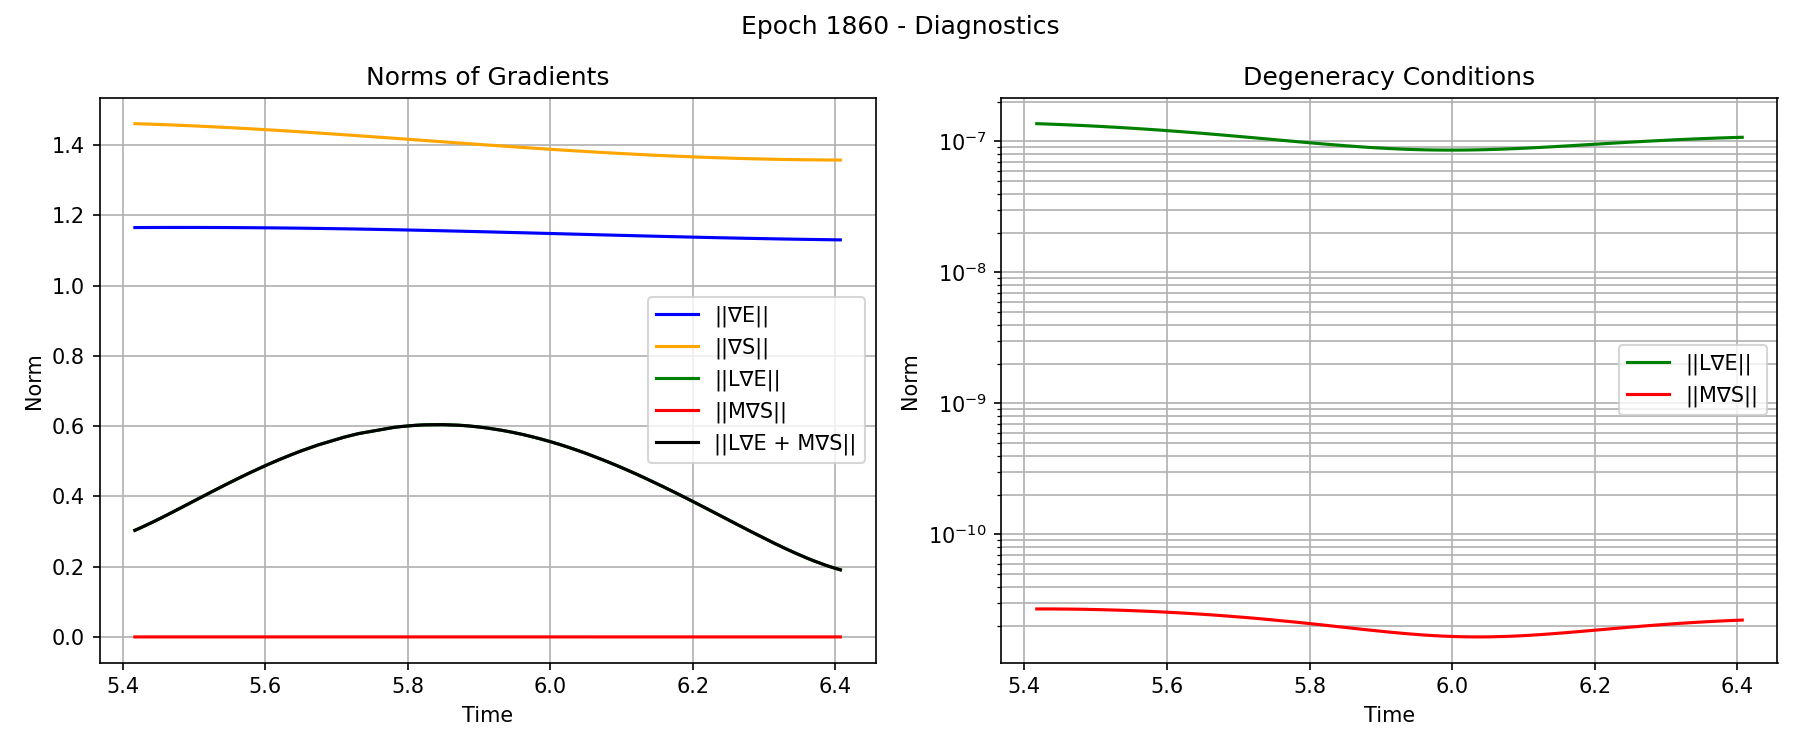 Epoch 1860 - Diagnostics
Norms of Gradients
Norm
1.4
1.2
1.0
0.8
0.6
0.4
0.2
0.0
||∇E||
||∇S||
||L∇E||
||M∇S||
||L∇E + M∇S||
5.4 5.6 5.8 6.0 6.2 6.4
Time
Degeneracy Conditions
Norm
10⁻⁷
10⁻⁸
10⁻⁹
10⁻¹⁰
||L∇E||
||M∇S||
5.4 5.6 5.8 6.0 6.2 6.4
Time